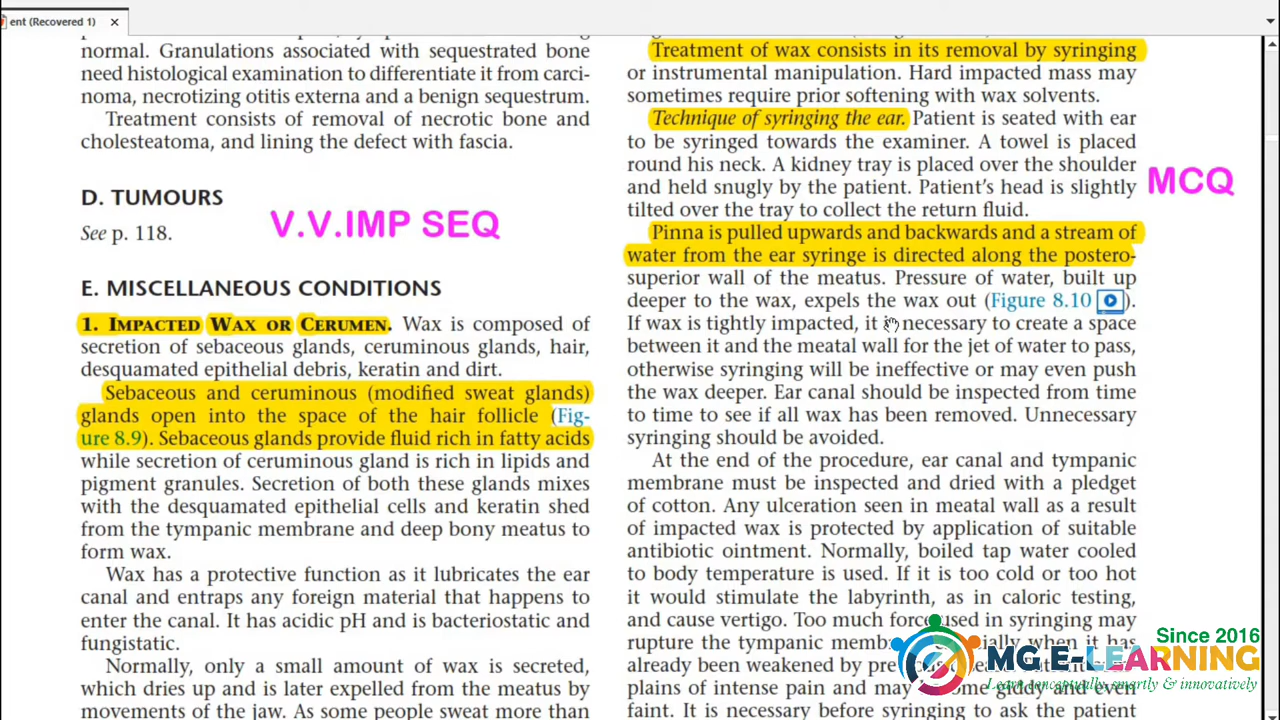 ent (Recovered 1)
normal. Granulations associated with sequestrated bone
need histological examination to differentiate it from carci-
noma, necrotizing otitis externa and a benign sequestrum.
Treatment consists of removal of necrotic bone and
cholesteatoma, and lining the defect with fascia.
D. TUMOURS
See p. 118.
V.V.IMP SEQ
E. MISCELLANEOUS CONDITIONS
1. IMPACTED WAX OR CERUMEN. Wax is composed of
secretion of sebaceous glands, ceruminous glands, hair,
desquamated epithelial debris, keratin and dirt.
Sebaceous and ceruminous (modified sweat glands)
glands open into the space of the hair follicle (Fig-
ure 8.9). Sebaceous glands provide fluid rich in fatty acids
while secretion of ceruminous gland is rich in lipids and
pigment granules. Secretion of both these glands mixes
with the desquamated epithelial cells and keratin shed
from the tympanic membrane and deep bony meatus to
form wax.
Wax has a protective function as it lubricates the ear
canal and entraps any foreign material that happens to
enter the canal. It has acidic pH and is bacteriostatic and
fungistatic.
Normally, only a small amount of wax is secreted,
which dries up and is later expelled from the meatus by
movements of the jaw. As some people sweat more than
Treatment of wax consists in its removal by syringing
or instrumental manipulation. Hard impacted mass may
sometimes require prior softening with wax solvents.
Technique of syringing the ear. Patient is seated with ear
to be syringed towards the examiner. A towel is placed
round his neck. A kidney tray is placed over the shoulder
and held snugly by the patient. Patient's head is slightly
tilted over the tray to collect the return fluid.
MCQ
Pinna is pulled upwards and backwards and a stream of
water from the ear syringe is directed along the postero-
superior wall of the meatus. Pressure of water, built up
deeper to the wax, expels the wax out (Figure 8.10 ).
If wax is tightly impacted, it is necessary to create a space
between it and the meatal wall for the jet of water to pass,
otherwise syringing will be ineffective or may even push
the wax deeper. Ear canal should be inspected from time
to time to see if all wax has been removed. Unnecessary
syringing should be avoided.
At the end of the procedure, ear canal and tympanic
membrane must be inspected and dried with a pledget
of cotton. Any ulceration seen in meatal wall as a result
of impacted wax is protected by application of suitable
antibiotic ointment. Normally, boiled tap water cooled
to body temperature is used. If it is too cold or too hot
it would stimulate the labyrinth, as in caloric testing,
and cause vertigo. Too much force used in syringing may
rupture the tympanic when it has
already been weakened by
plains of intense pain and may even
faint. It is necessary before syringing to ask the patient
Since 2016
MG E-LEARNING
Learn conceptually, smartly & innovatively